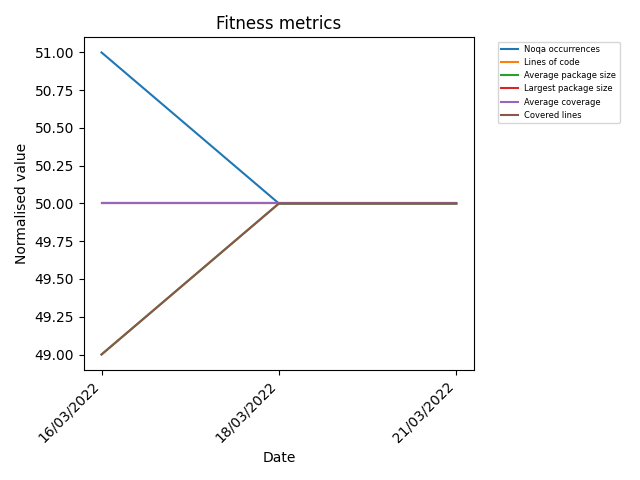 Fitness metrics
Noqa occurrences
Lines of code
Average package size
Largest package size
Average coverage
Covered lines
Normalised value
51.00
50.75
50.50
50.25
50.00
49.75
49.50
49.25
49.00
16/03/2022
18/03/2022
21/03/2022
Date